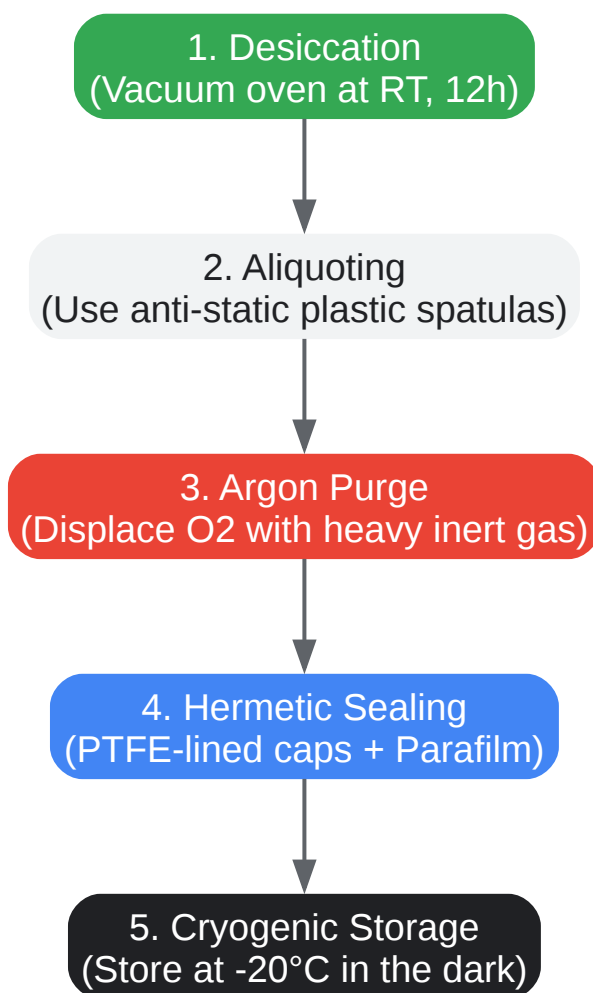 1. Desiccation
(Vacuum oven at RT, 12h)
2. Aliquoting
(Use anti-static plastic spatulas)
3. Argon Purge
(Displace O2 with heavy inert gas)
4. Hermetic Sealing
(PTFE-lined caps + Parafilm)
5. Cryogenic Storage
(Store at -20°C in the dark)